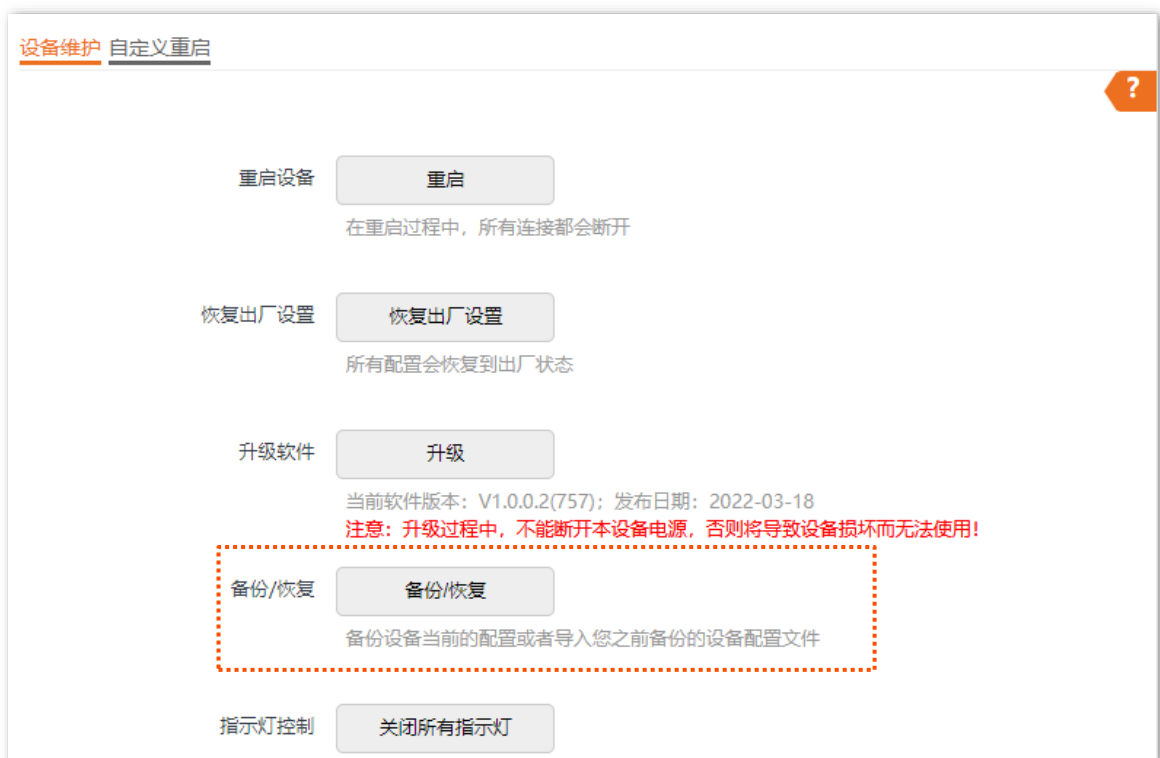 设备维护 自定义重启
?
重启设备 重启
在重启过程中，所有连接都会断开
恢复出厂设置 恢复出厂设置
所有配置会恢复到出厂状态
升级软件 升级
当前软件版本：V1.0.0.2(757)；发布日期：2022-03-18
注意：升级过程中，不能断开本设备电源，否则将导致设备损坏而无法使用！
备份/恢复 备份/恢复
备份设备当前的配置或者导入您之前备份的设备配置文件
指示灯控制 关闭所有指示灯